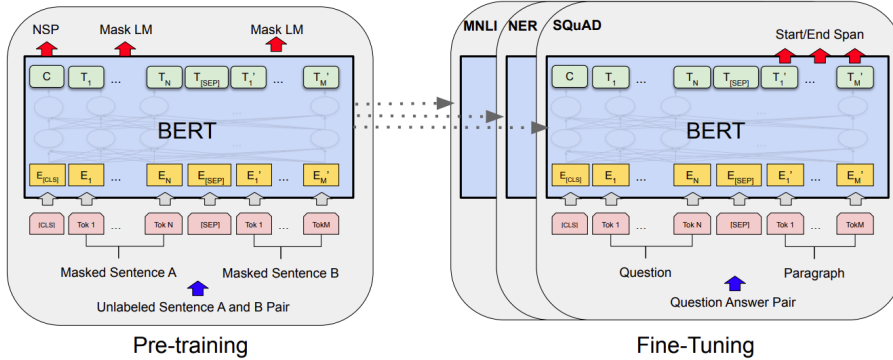 NSP Mask LM Mask LM
C T1 ... TN T[SEP] T1' ... TM'
BERT
E[CLS] E1 ... EN E[SEP] E1' ... EM'
[CLS] Tok 1 ... Tok N [SEP] Tok 1 ... TokM
Masked Sentence A Masked Sentence B
Unlabeled Sentence A and B Pair
Pre-training
MNLI NER SQuAD
Start/End Span
C T1 ... TN T[SEP] T1' ... TM'
BERT
E[CLS] E1 ... EN E[SEP] E1' ... EM'
[CLS] Tok 1 ... Tok N [SEP] Tok 1 ... TokM
Question Paragraph
Question Answer Pair
Fine-Tuning